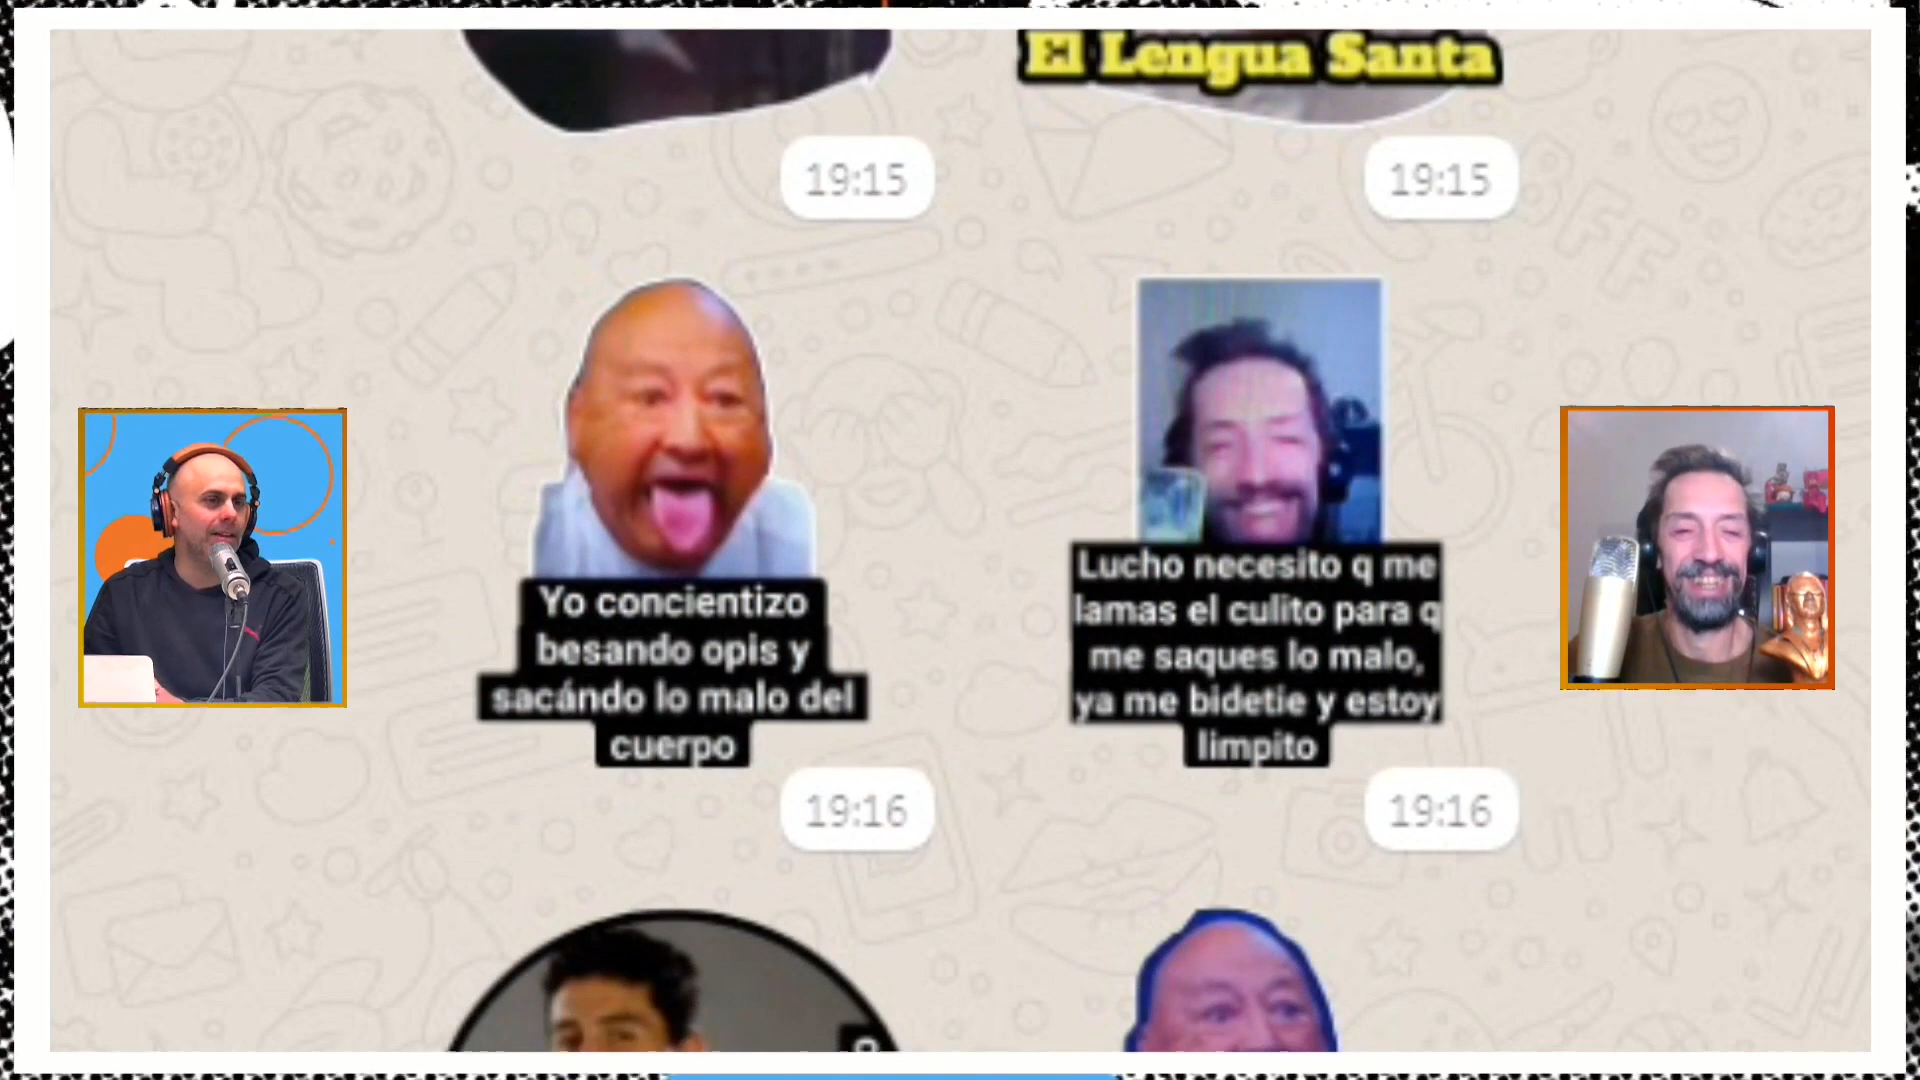 El Lengua Santa
19:15
19:15
Yo concientizo
besando opis y
sacándo lo malo del
cuerpo
19:16
Lucho necesito q me
lamas el culito para q
me saques lo malo,
ya me bidetie y estoy
limpito
19:16